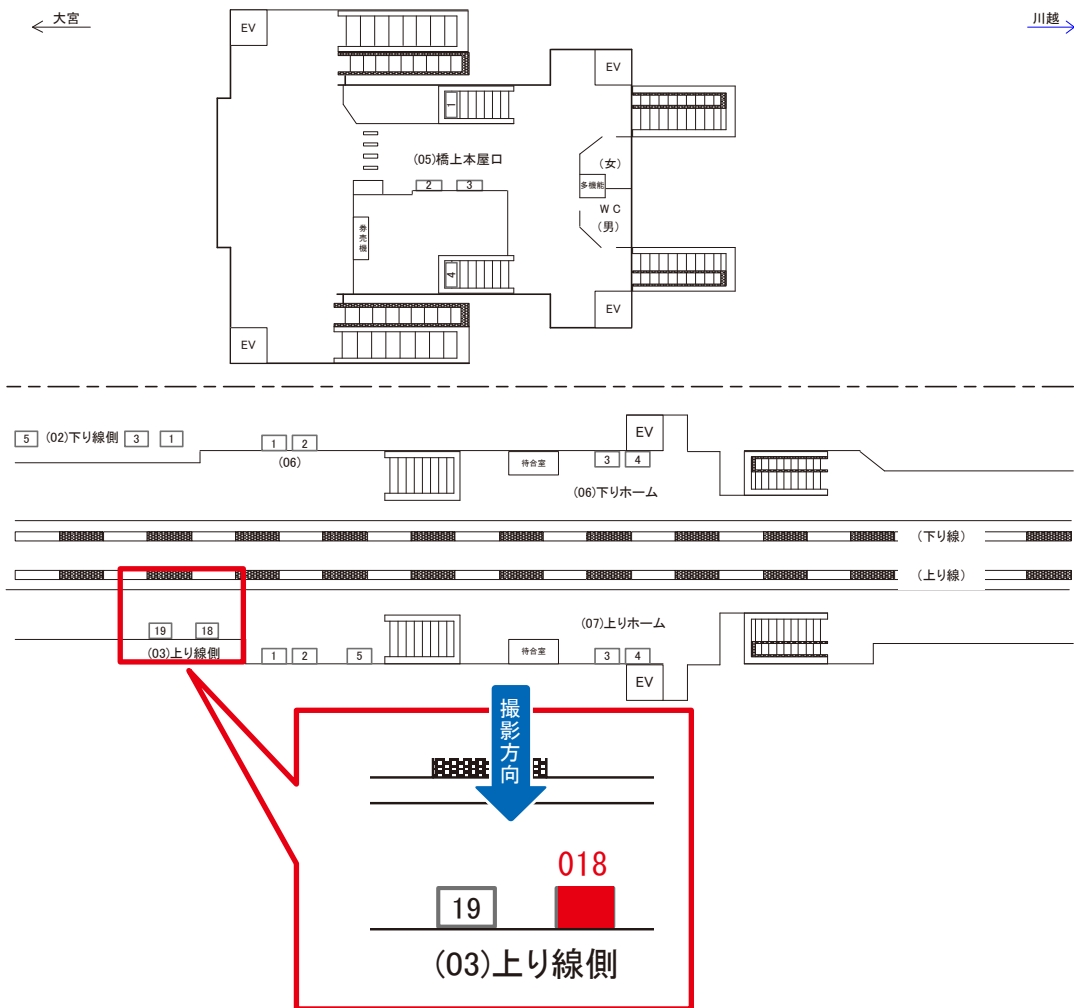 大宮
川越
EV
EV
1
(05)橋上本屋口
(女)
2
3
多機能
WC
(男)
券売機
4
EV
EV
5
(02)下り線側
3
1
1
2
(06)
EV
待合室
3
4
(06)下りホーム
(下り線)
(上り線)
19
18
(03)上り線側
1
2
5
(07)上りホーム
待合室
3
4
EV
撮影方向
018
19
(03)上り線側